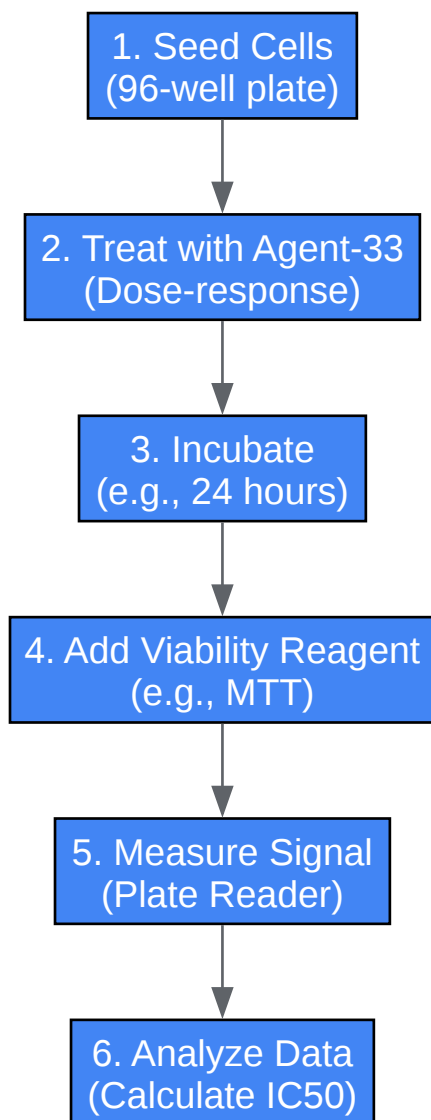 1. Seed Cells
(96-well plate)
2. Treat with Agent-33
(Dose-response)
3. Incubate
(e.g., 24 hours)
4. Add Viability Reagent
(e.g., MTT)
5. Measure Signal
(Plate Reader)
6. Analyze Data
(Calculate IC50)